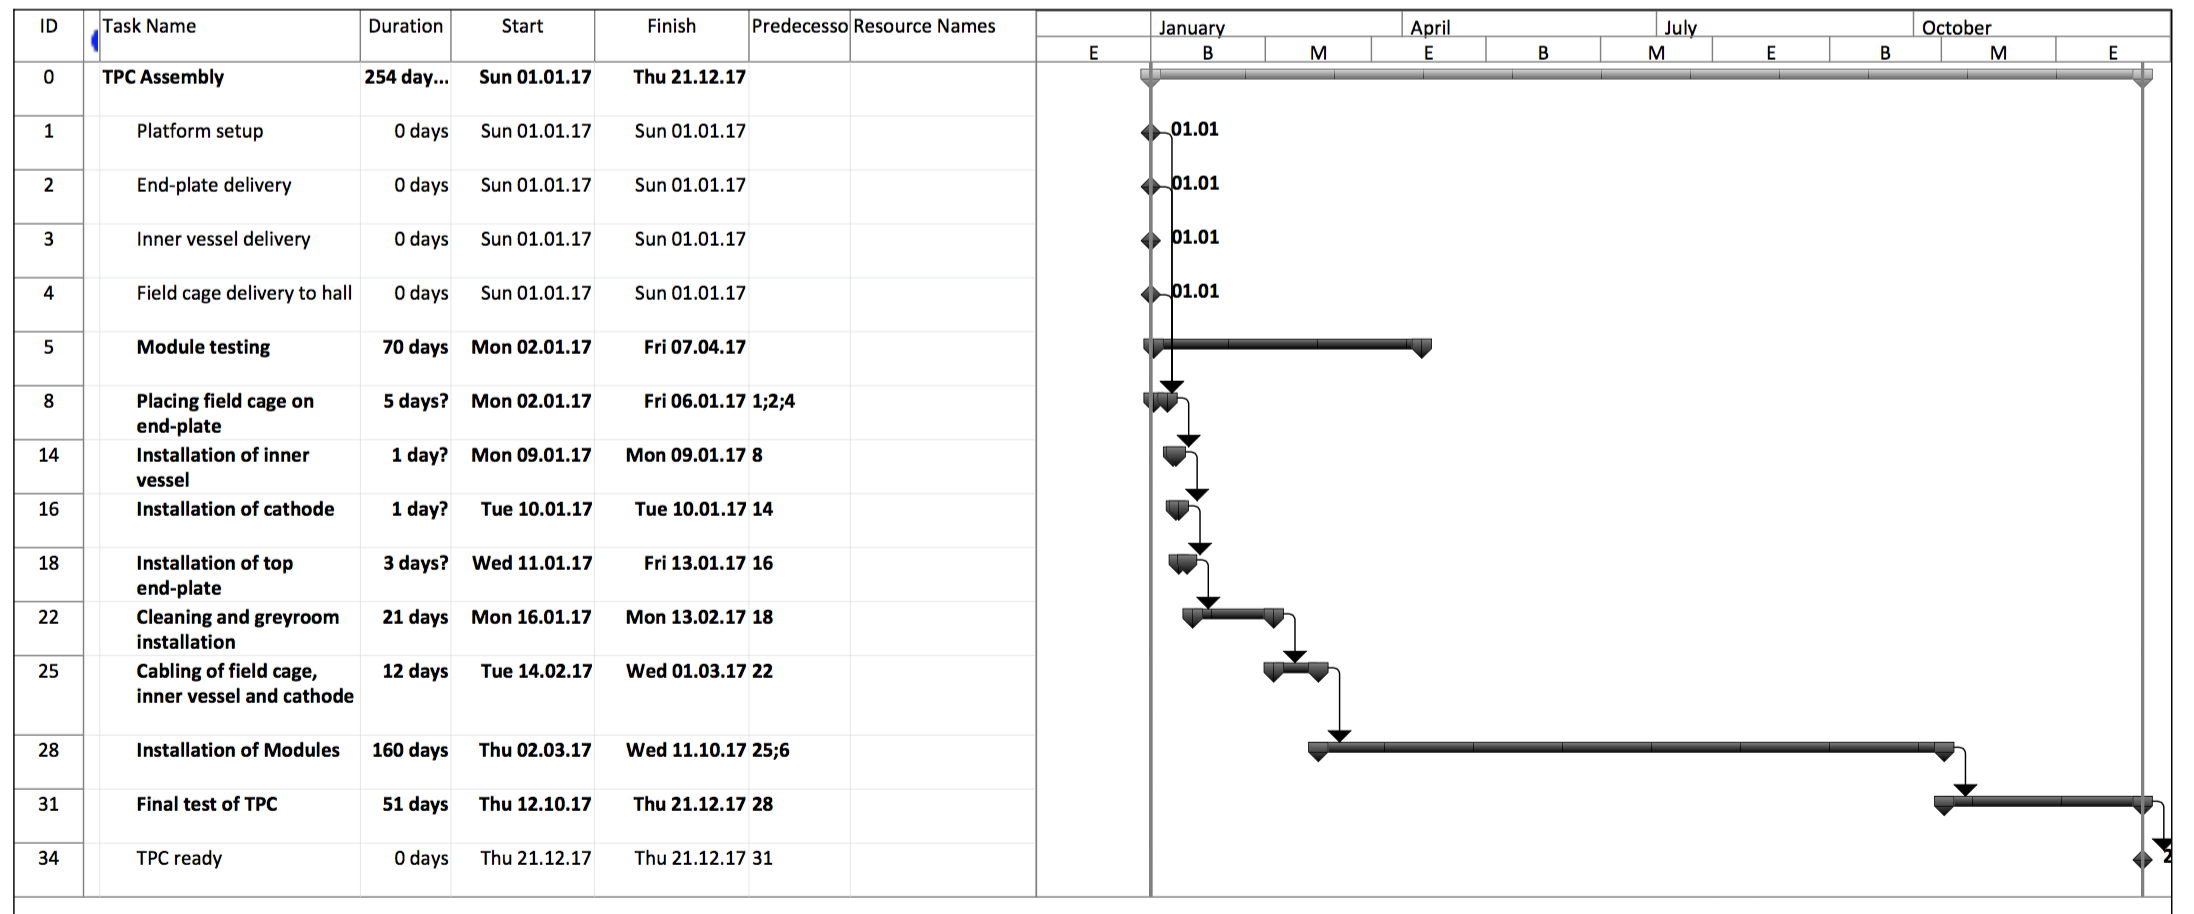 ID Task Name Duration Start Finish Predecesso Resource Names January April July October
E B M E B M E B M E
0 TPC Assembly 254 day... Sun 01.01.17 Thu 21.12.17
1 Platform setup 0 days Sun 01.01.17 Sun 01.01.17 01.01
2 End-plate delivery 0 days Sun 01.01.17 Sun 01.01.17 01.01
3 Inner vessel delivery 0 days Sun 01.01.17 Sun 01.01.17 01.01
4 Field cage delivery to hall 0 days Sun 01.01.17 Sun 01.01.17 01.01
5 Module testing 70 days Mon 02.01.17 Fri 07.04.17
8 Placing field cage on 5 days? Mon 02.01.17 Fri 06.01.17 1;2;4
end-plate
14 Installation of inner 1 day? Mon 09.01.17 Mon 09.01.17 8
vessel
16 Installation of cathode 1 day? Tue 10.01.17 Tue 10.01.17 14
18 Installation of top 3 days? Wed 11.01.17 Fri 13.01.17 16
end-plate
22 Cleaning and greyroom 21 days Mon 16.01.17 Mon 13.02.17 18
installation
25 Cabling of field cage, 12 days Tue 14.02.17 Wed 01.03.17 22
inner vessel and cathode
28 Installation of Modules 160 days Thu 02.03.17 Wed 11.10.17 25;6
31 Final test of TPC 51 days Thu 12.10.17 Thu 21.12.17 28
34 TPC ready 0 days Thu 21.12.17 Thu 21.12.17 31